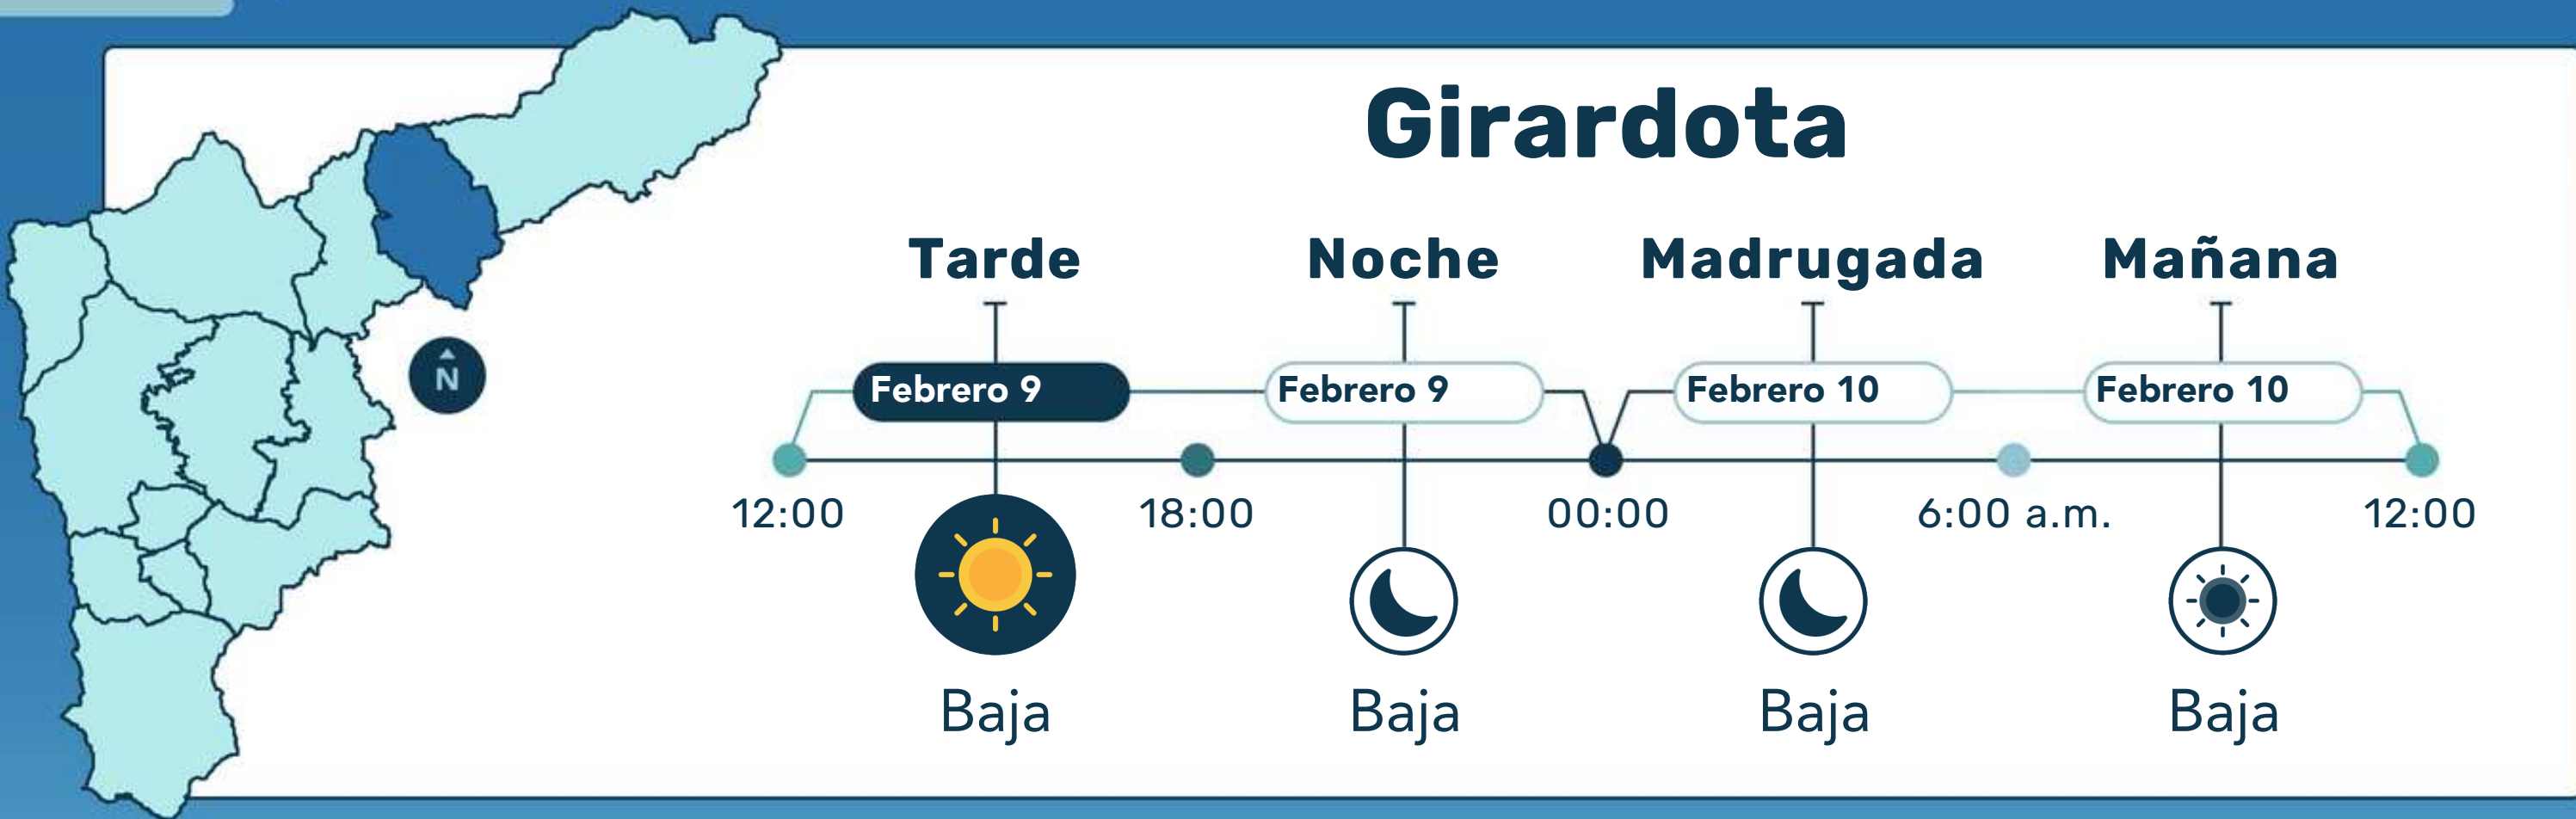 Girardota
Tarde Noche Madrugada Mañana
Febrero 9 Febrero 9 Febrero 10 Febrero 10
N
12:00 18:00 00:00 6:00 a.m. 12:00
Baja Baja Baja Baja